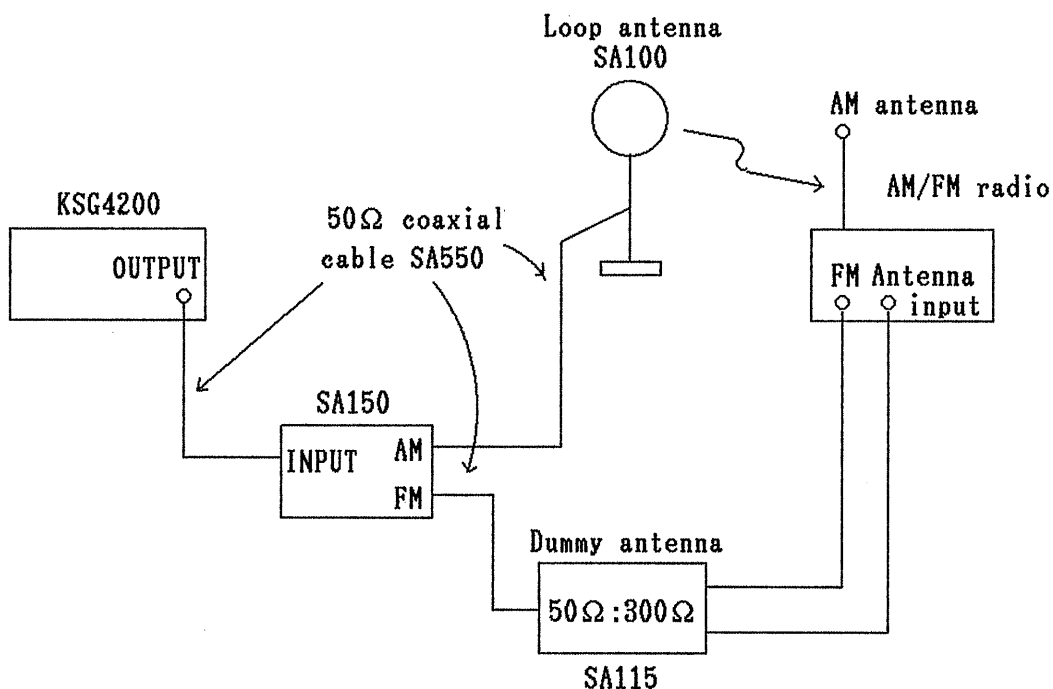 Loop antenna
SA100
AM antenna
AM/FM radio
KSG4200
50Ω coaxial
cable SA550
OUTPUT
FM Antenna
input
SA150
INPUT
AM
FM
Dummy antenna
50Ω:300Ω
SA115